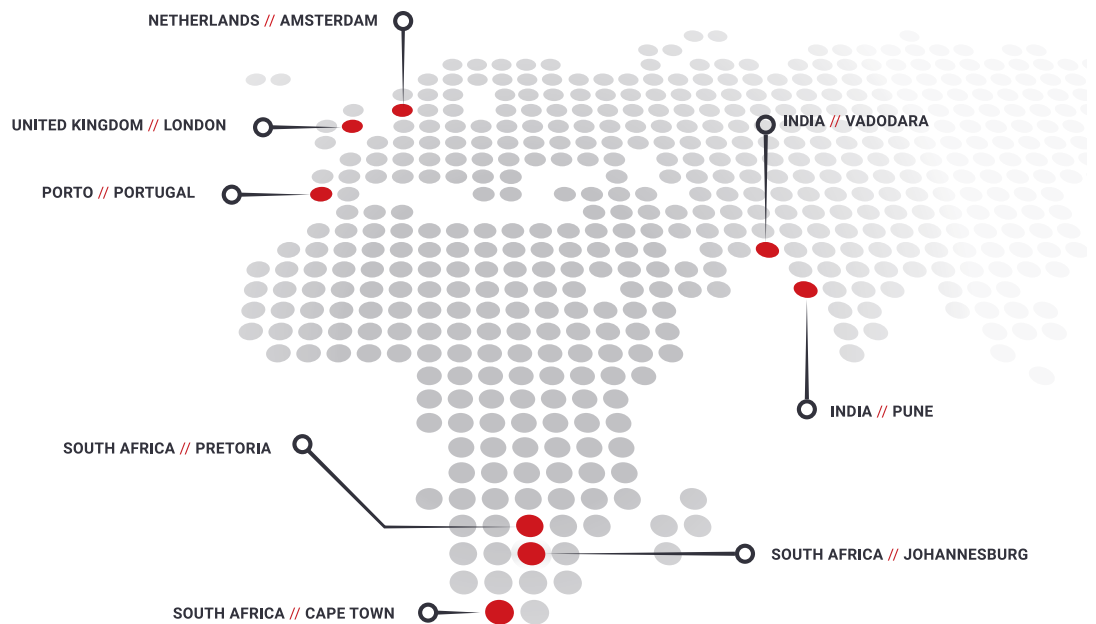 NETHERLANDS // AMSTERDAM
UNITED KINGDOM // LONDON
INDIA // VADODARA
PORTO // PORTUGAL
INDIA // PUNE
SOUTH AFRICA // PRETORIA
SOUTH AFRICA // JOHANNESBURG
SOUTH AFRICA // CAPE TOWN